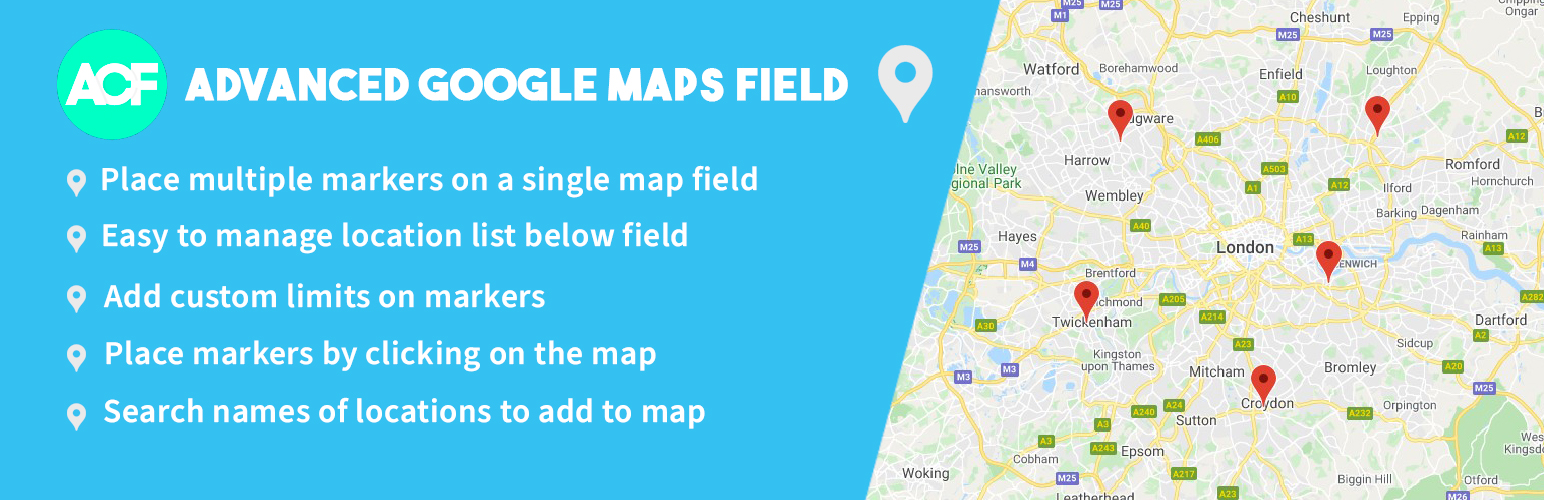 ACF
ADVANCED GOOGLE MAPS FIELD
Place multiple markers on a single map field
Easy to manage location list below field
Add custom limits on markers
Place markers by clicking on the map
Search names of locations to add to map
M25
M25
M1
Cheshunt
Epping
Ongar
M25
M25
Watford
Borehamwood
Enfield
Loughton
A10
A12
A406
Harrow
A503
Romford
Valley
Park
Wembley
A1
A12
Ilford
Hornchurch
Barking
Dagenham
A40
Hayes
M25
London
A13
Rainham
A13
M4
Brentford
A205
A282
A30
Twickenham
A214
Dartford
A23
A2
Sidcup
Kingston
upon Thames
M3
M3
Mitcham
Bromley
A20
M25
Croydon
A240
A24
Orpington
A232
A3
Sutton
A3
A243
Epsom
Cobham
Woking
M25
A217
Biggin Hill
Otford
Leatherhead
A23
M26